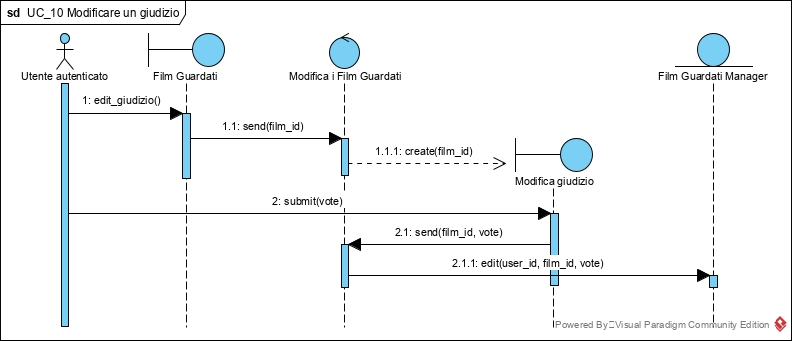 sd UC_10 Modificare un giudizio
Utente autenticato
Film Guardati
Modifica i Film Guardati
Film Guardati Manager
1: edit_giudizio()
1.1: send(film_id)
1.1.1: create(film_id)
Modifica giudizio
2: submit(vote)
2.1: send(film_id, vote)
2.1.1: edit(user_id, film_id, vote)
Powered By Visual Paradigm Community Edition